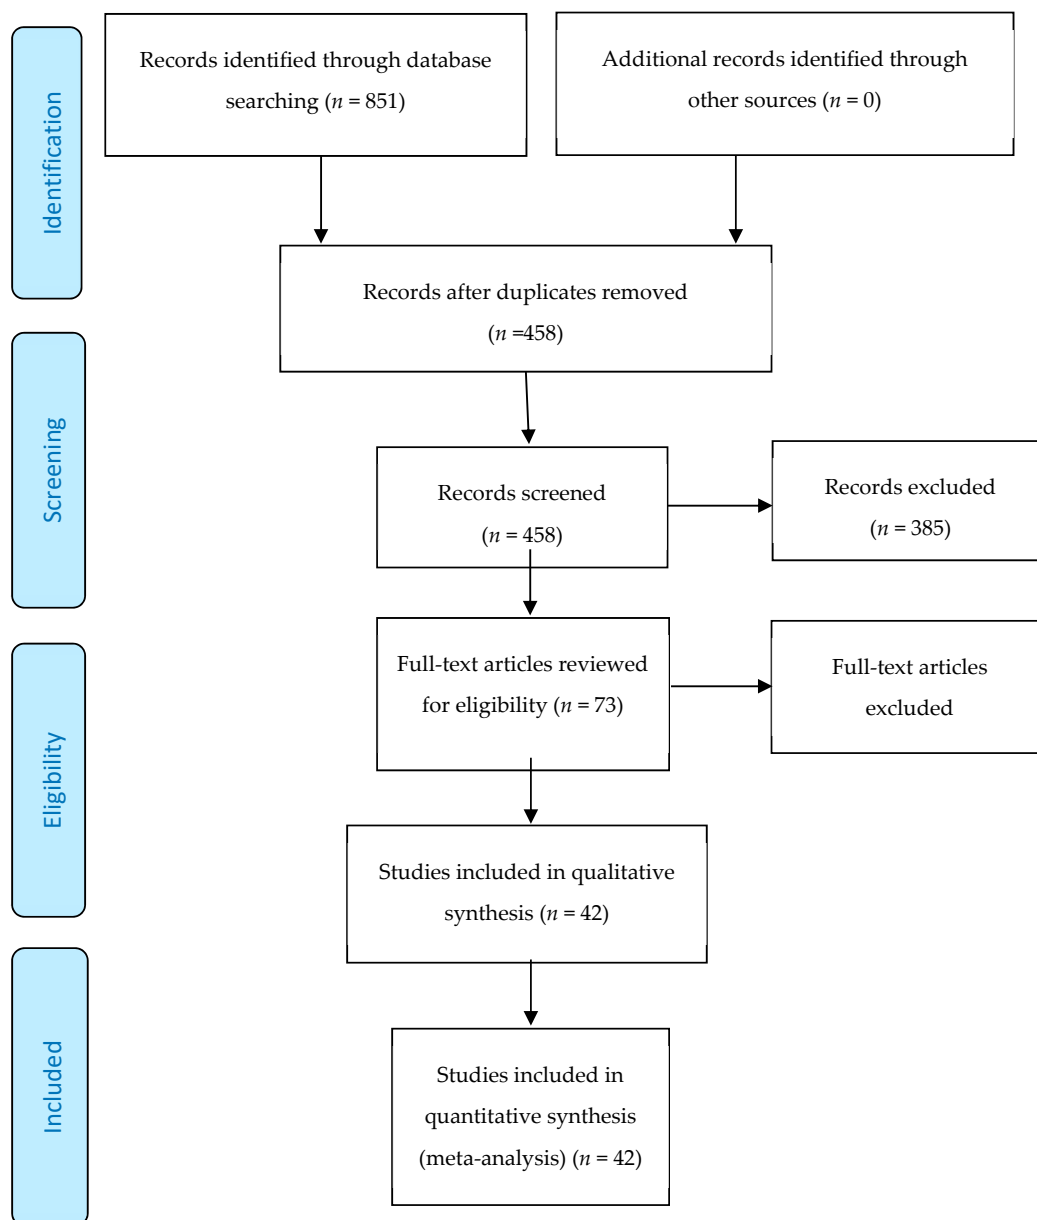 Identification
Records identified through database
searching (n = 851)
Additional records identified through
other sources (n = 0)
Records after duplicates removed
(n =458)
Screening
Records screened
(n = 458)
Records excluded
(n = 385)
Eligibility
Full-text articles reviewed
for eligibility (n = 73)
Full-text articles
excluded
Studies included in qualitative
synthesis (n = 42)
Included
Studies included in
quantitative synthesis
(meta-analysis) (n = 42)